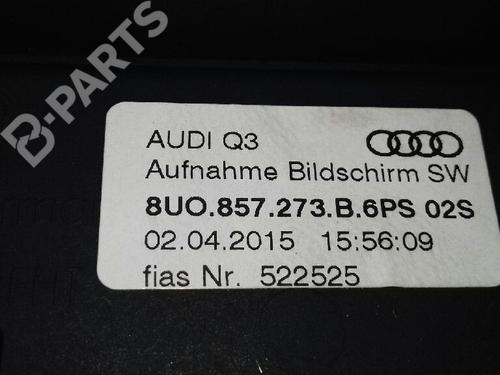 B-PARTS
AUDI Q3
Aufnahme Bildschirm SW
8UO.857.273.B.6PS 02S
02.04.2015 15:56:09
fias Nr. 522525